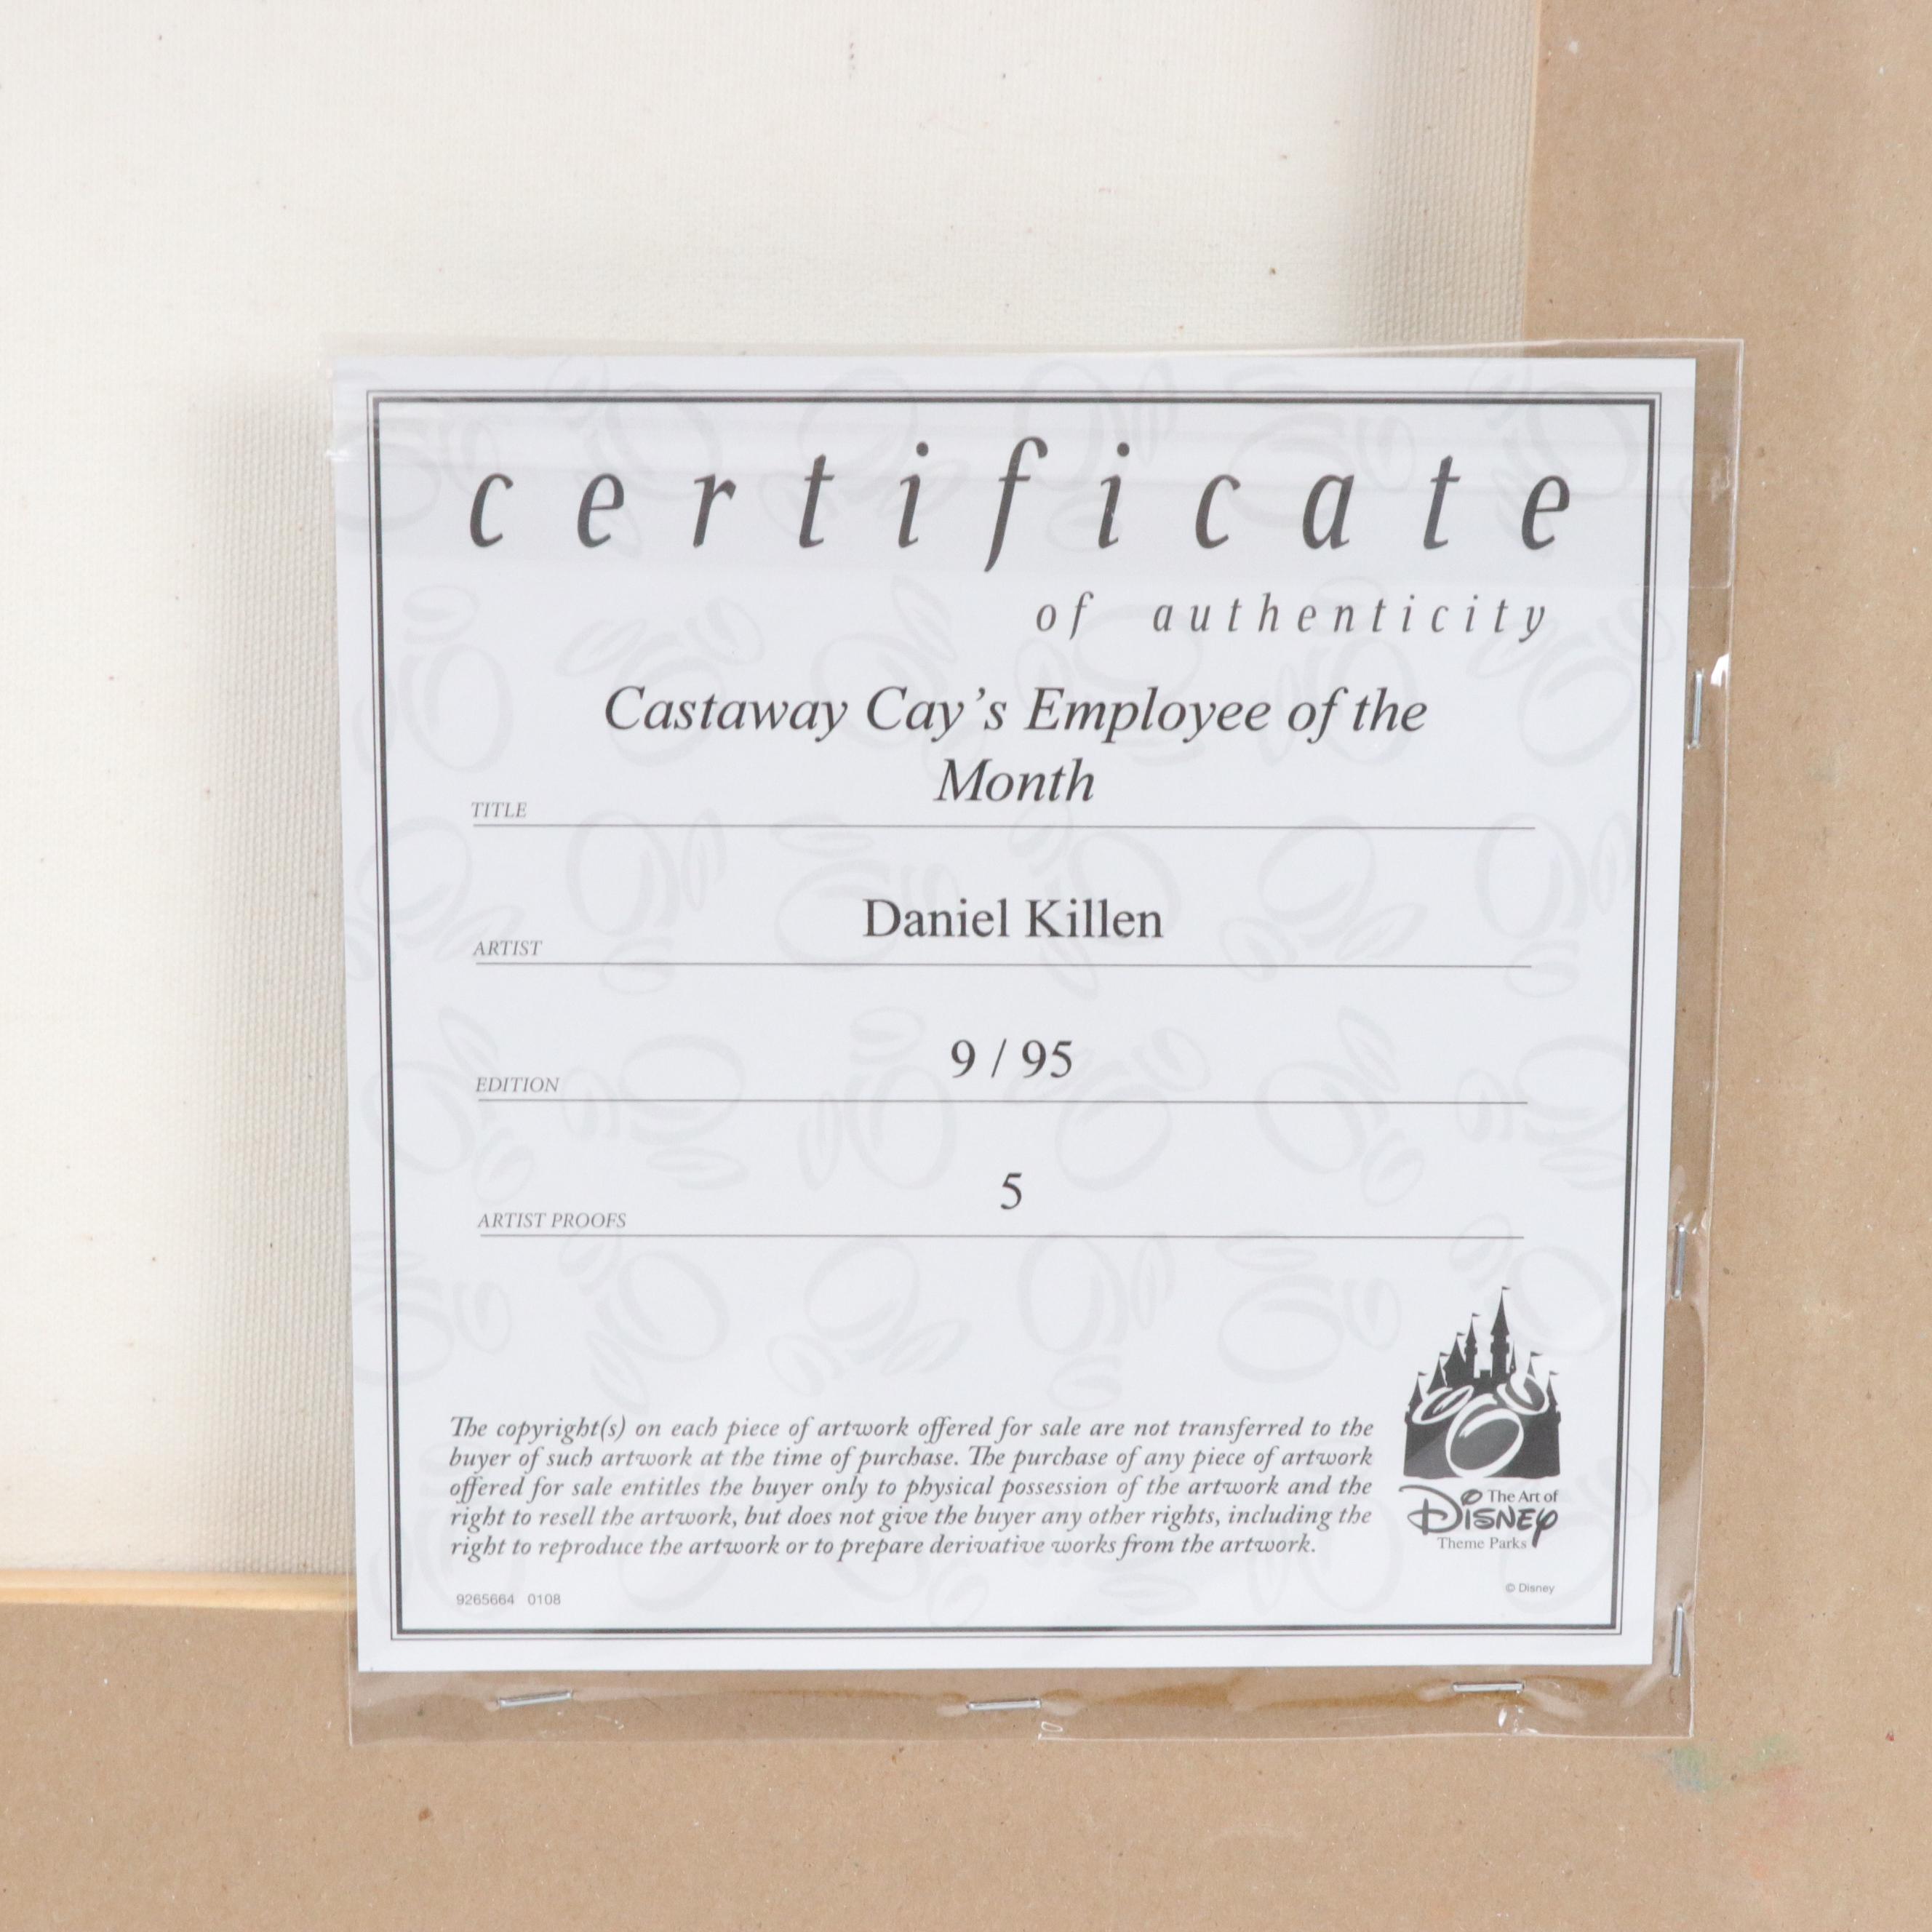 certificate
of authenticity
Castaway Cay’s Employee of the
Month
TITLE
Daniel Killen
ARTIST
9 / 95
EDITION
5
ARTIST PROOFS
The copyright(s) on each piece of artwork offered for sale are not transferred to the
buyer of such artwork at the time of purchase. The purchase of any piece of artwork
offered for sale entitles the buyer only to physical possession of the artwork and the
right to resell the artwork, but does not give the buyer any other rights, including the
right to reproduce the artwork or to prepare derivative works from the artwork.
The Art of
DISNEY
Theme Parks
9265664 0108
© Disney